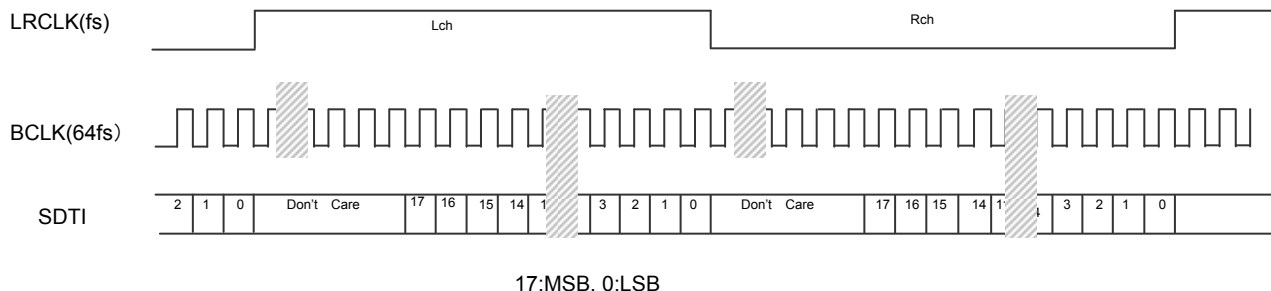 LRCLK(fs)
Lch
Rch
BCLK(64fs）
SDTI
2 1 0 Don't Care 17 16 15 14 3 2 1 0 Don't Care 17 16 15 14 3 2 1 0
17:MSB, 0:LSB